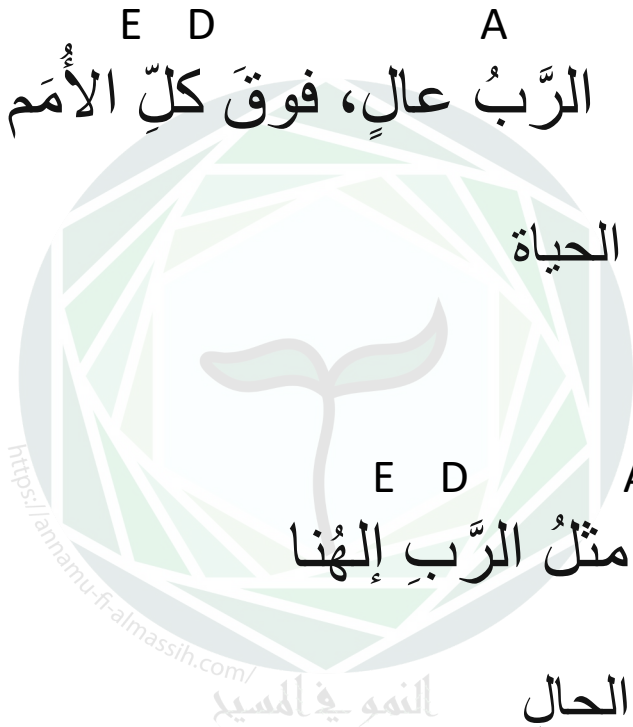 E D A
الرَّبُ عالٍ، فوقَ كلِّ الأُمَم
الحياة
E D A
مثلُ الرَّبِ إلهُنا
الحال
https://annamu-fi-almassih.com/
النمو في المسيح